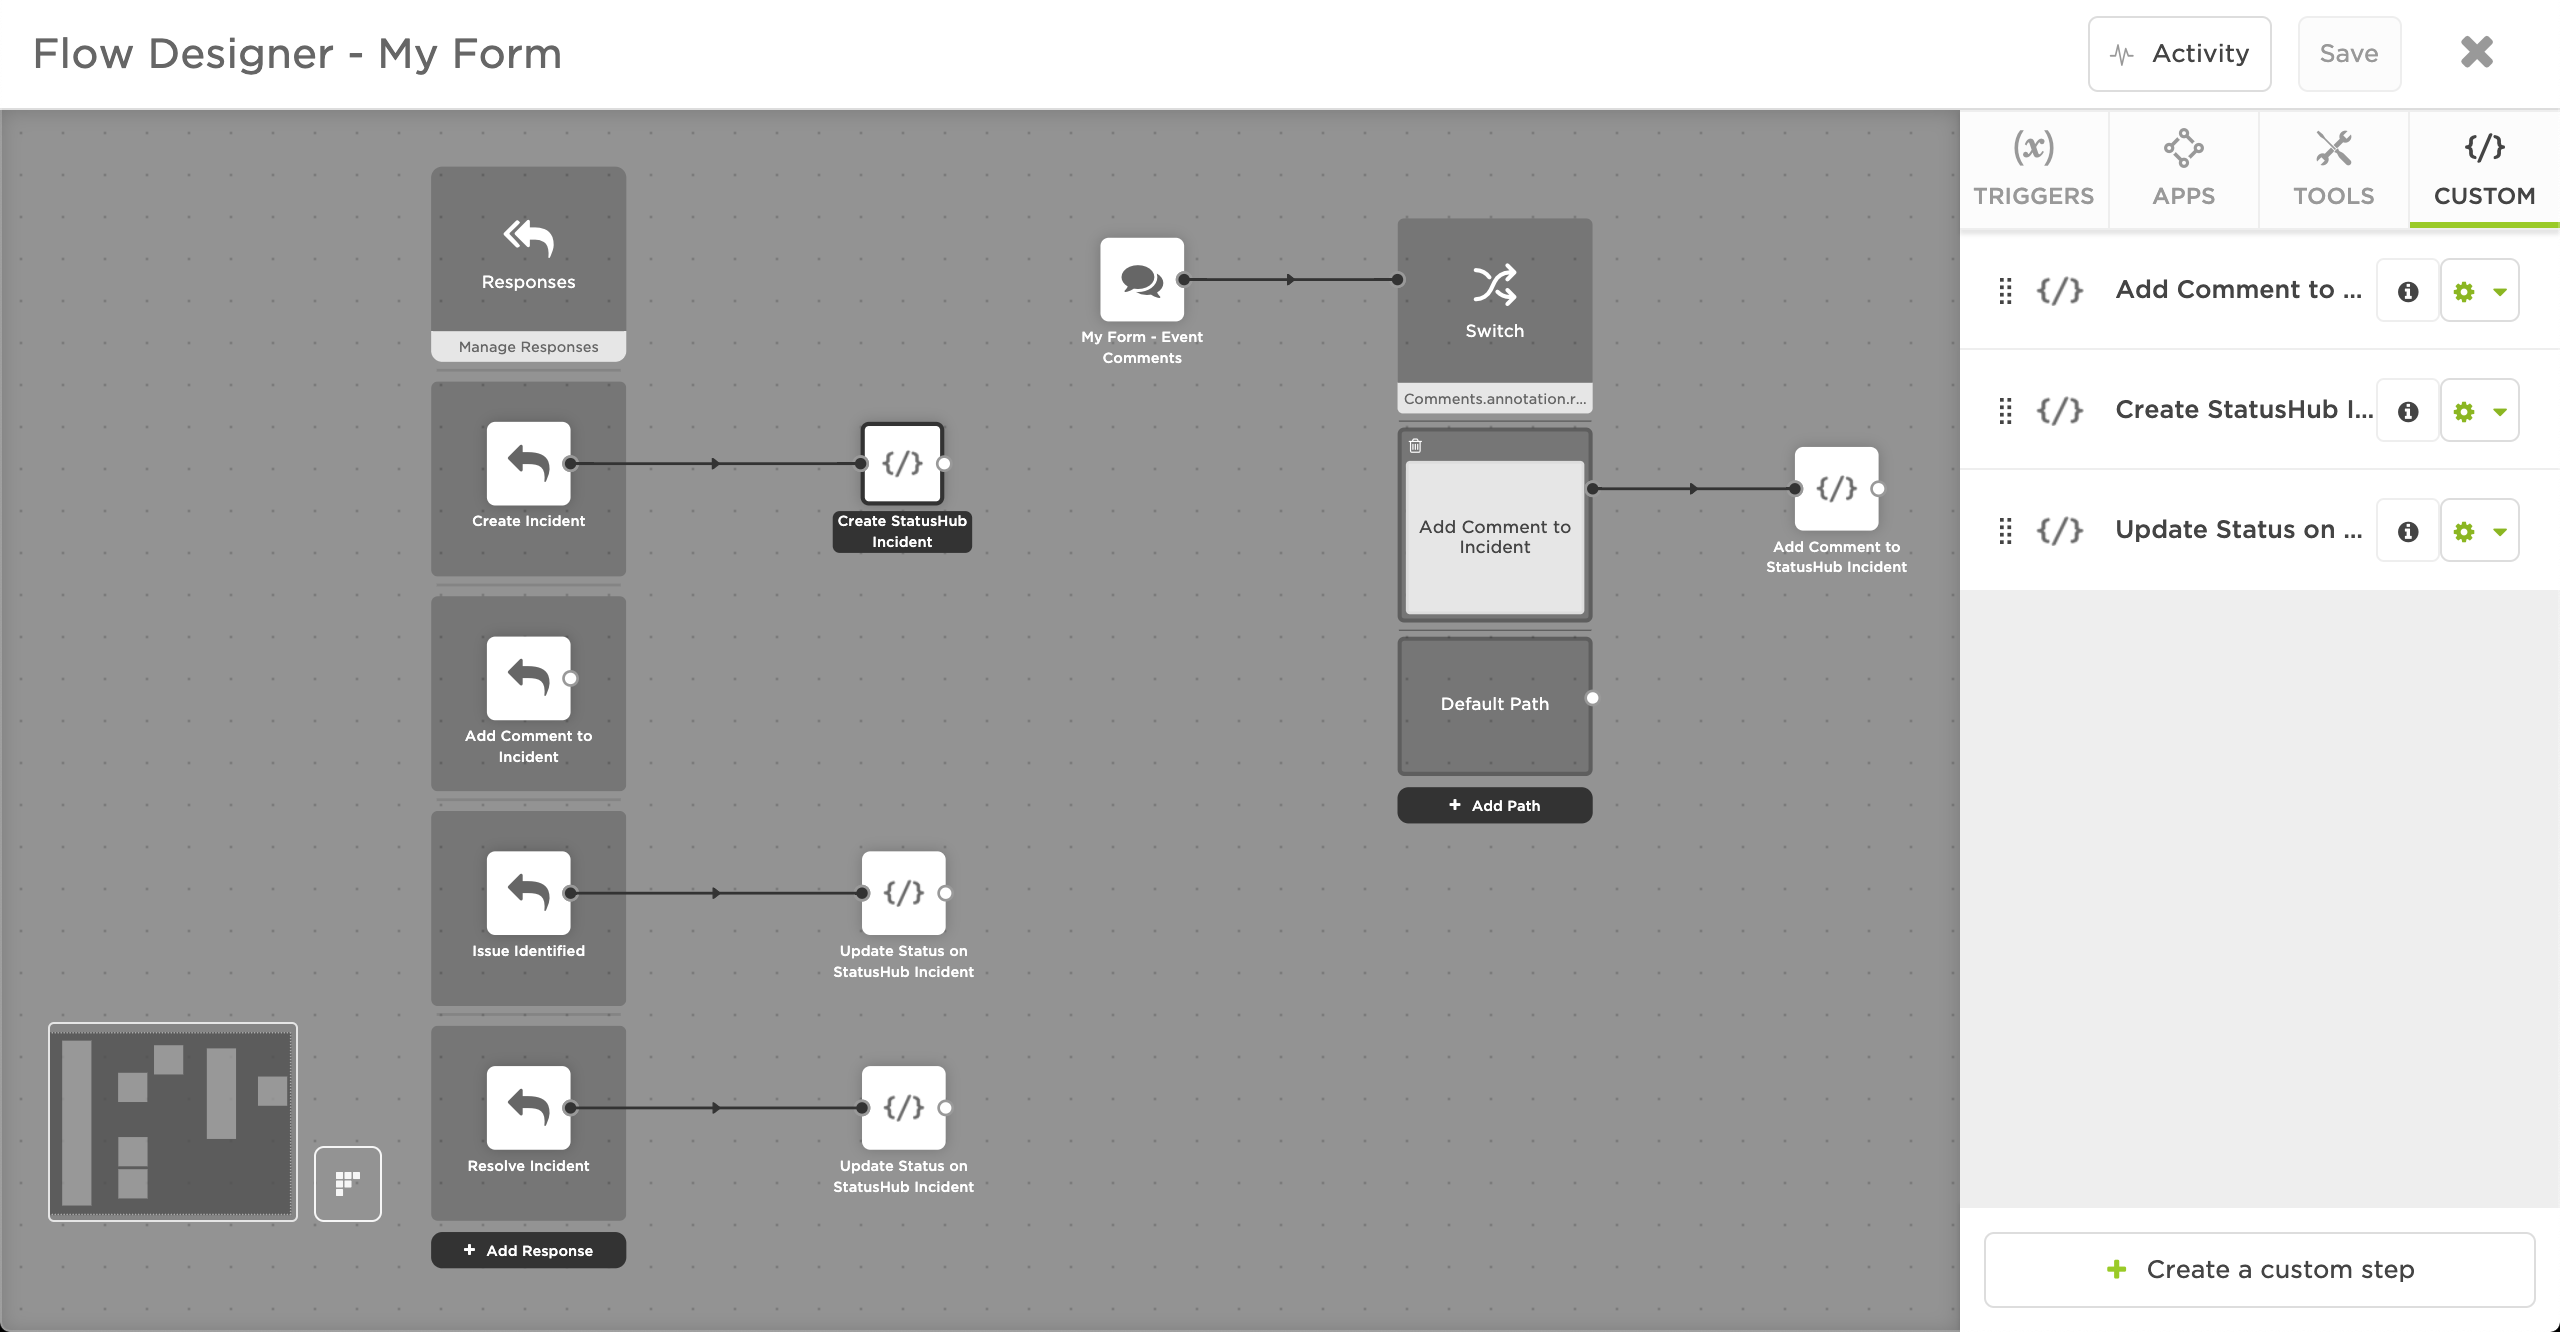 Flow Designer - My Form
Activity
Save
(x)
TRIGGERS
APPS
TOOLS
{/}
CUSTOM
Responses
Manage Responses
Create Incident
{/}
Create StatusHub
Incident
Add Comment to
Incident
Issue Identified
{/}
Update Status on
StatusHub Incident
Resolve Incident
{/}
Update Status on
StatusHub Incident
+ Add Response
My Form - Event
Comments
Switch
Comments.annotation.r...
Add Comment to
Incident
Default Path
+ Add Path
{/}
Add Comment to
StatusHub Incident
{/} Add Comment to ...
{/} Create StatusHub I...
{/} Update Status on ...
+ Create a custom step